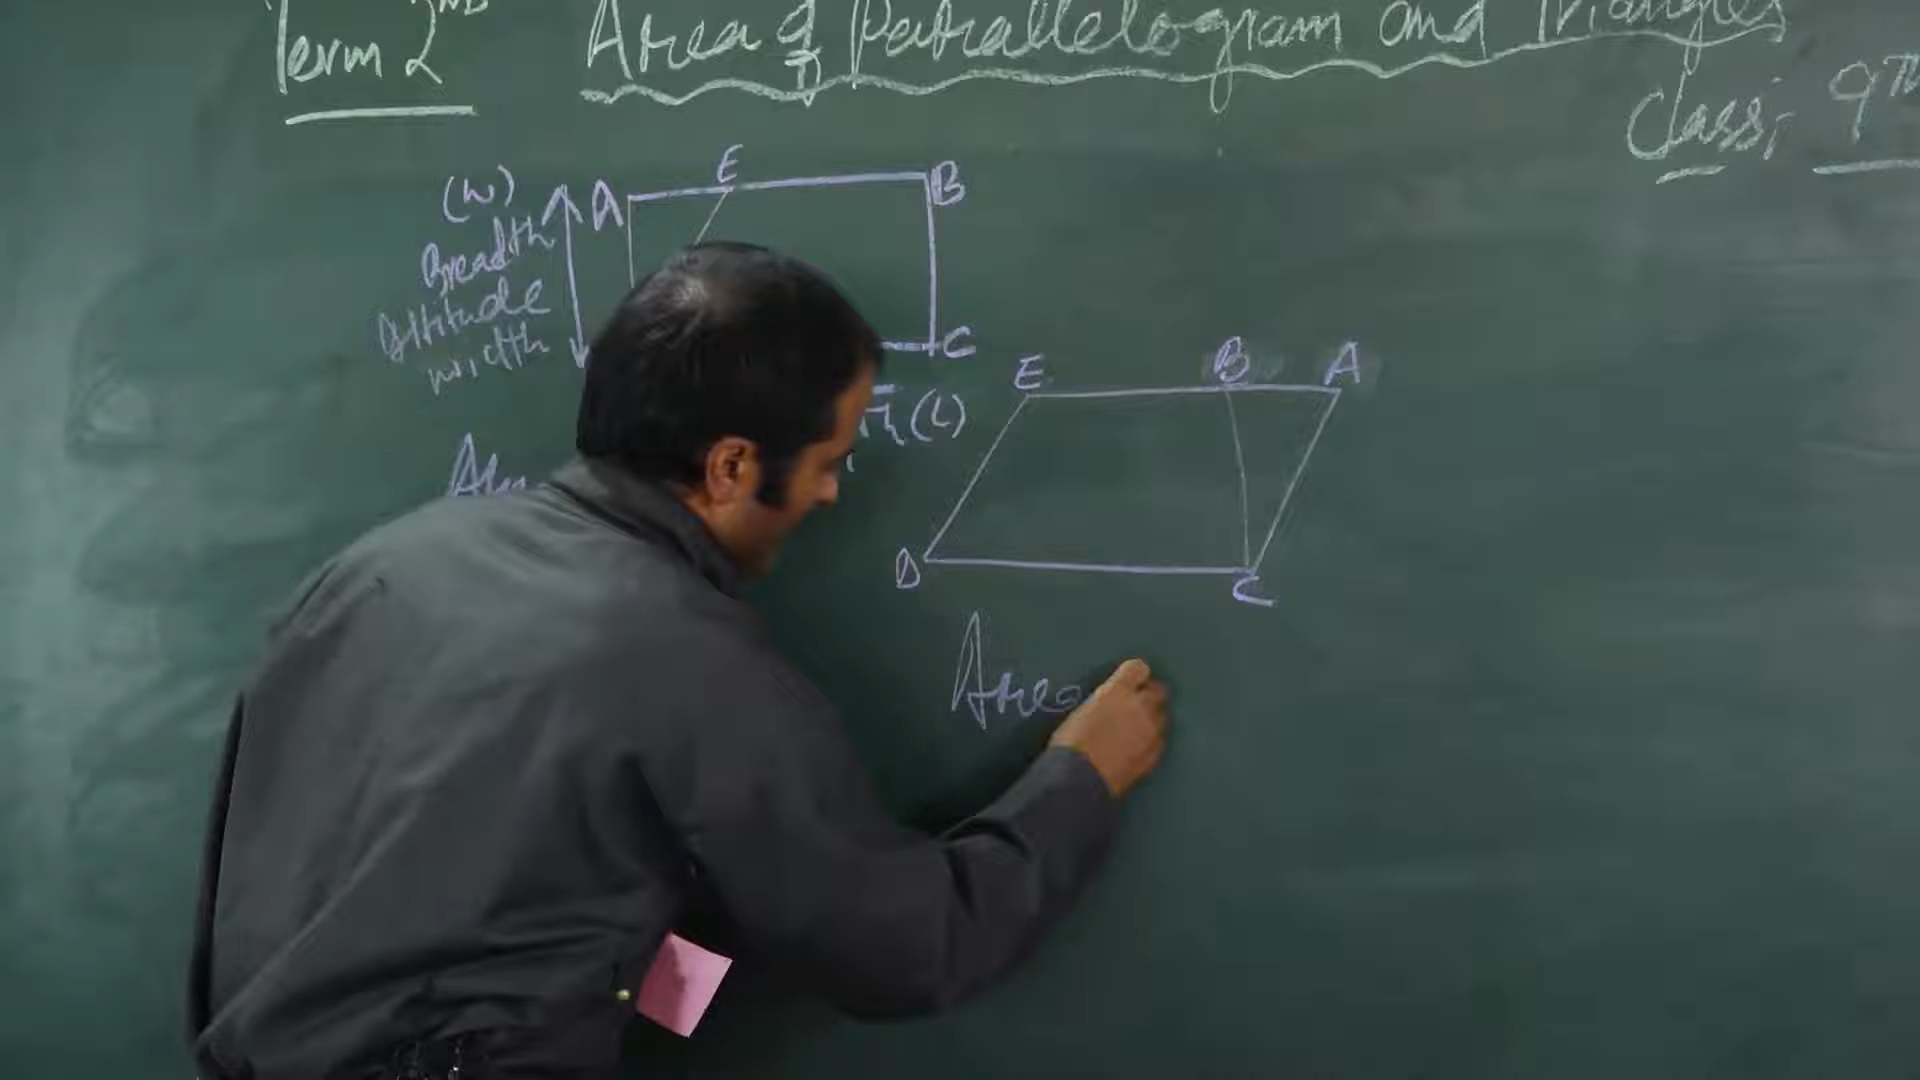 Term 2ND
Area of Parallelogram and Triangles
Class; 9TH
E
(W)
A
B
Breadth
Altitude
width
C
(L)
E
B
A
D
C
Area